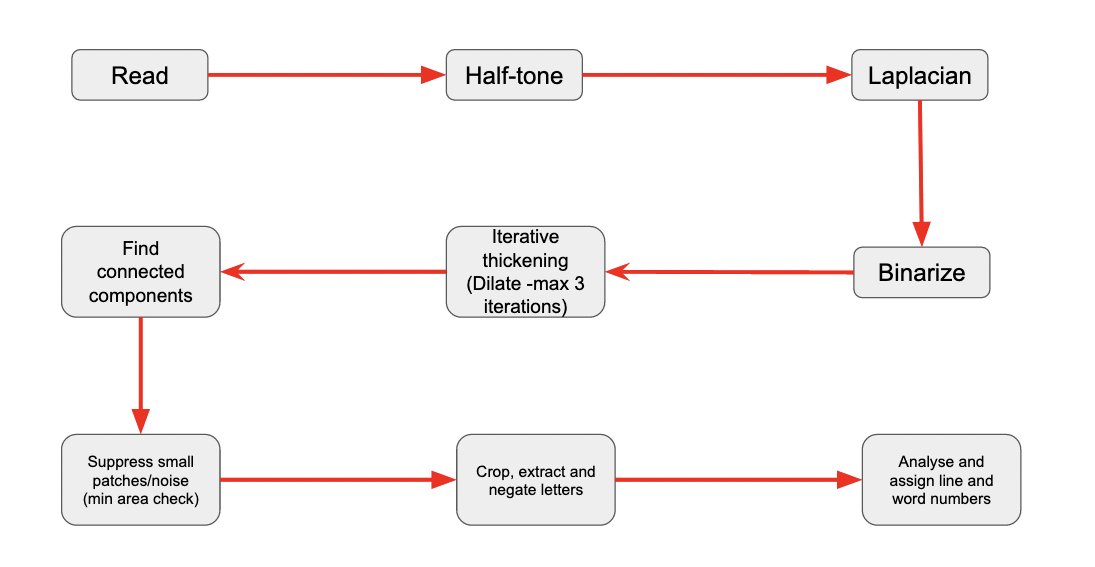 Read
Half-tone
Laplacian
Binarize
Iterative
thickening
(Dilate -max 3
iterations)
Find
connected
components
Suppress small
patches/noise
(min area check)
Crop, extract and
negate letters
Analyse and
assign line and
word numbers